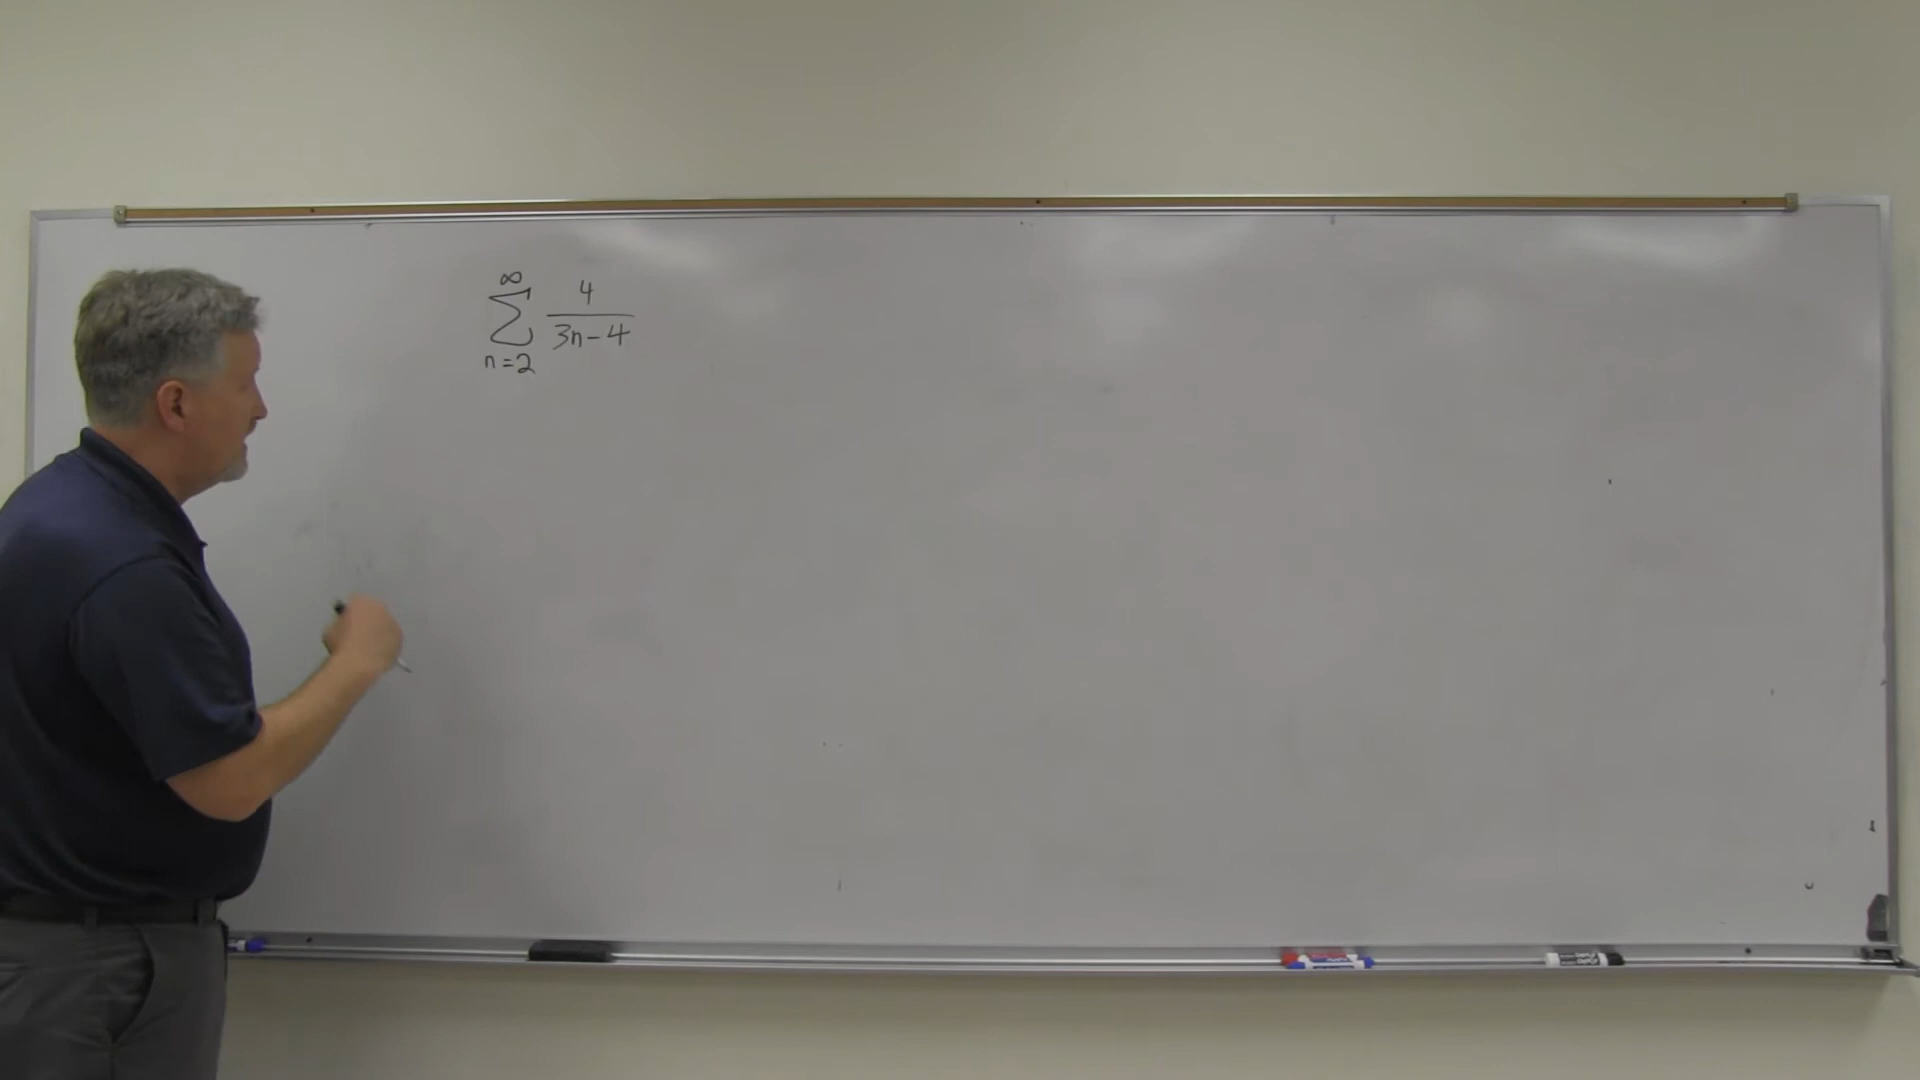 ∞
∑ 4/(3n-4)
n=2